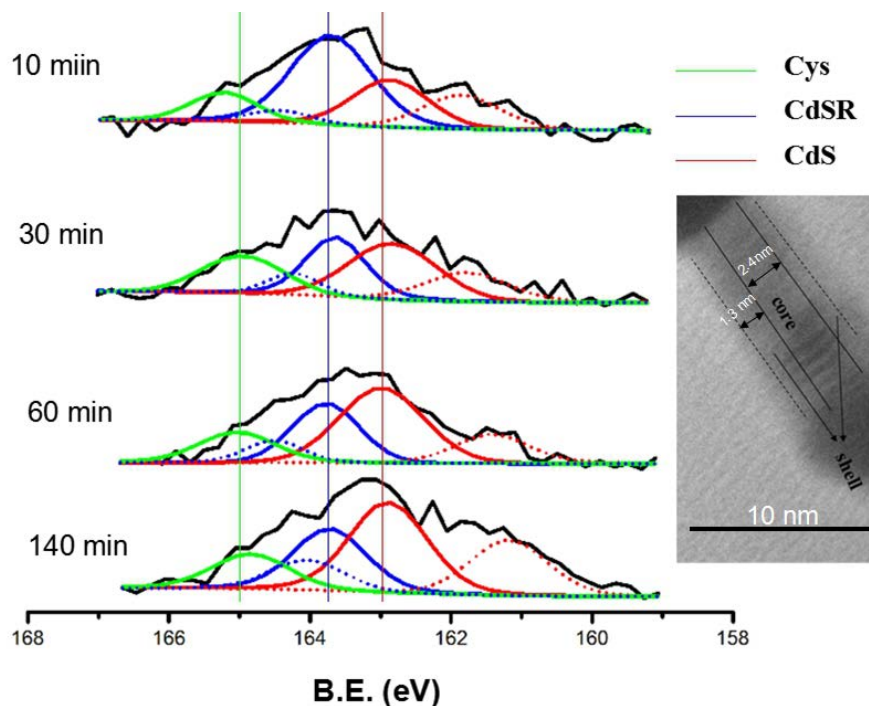 10 miin
30 min
60 min
140 min
Cys
CdSR
CdS
2.4nm
1.3 nm
core
shell
10 nm
168
166
164
162
160
158
B.E. (eV)